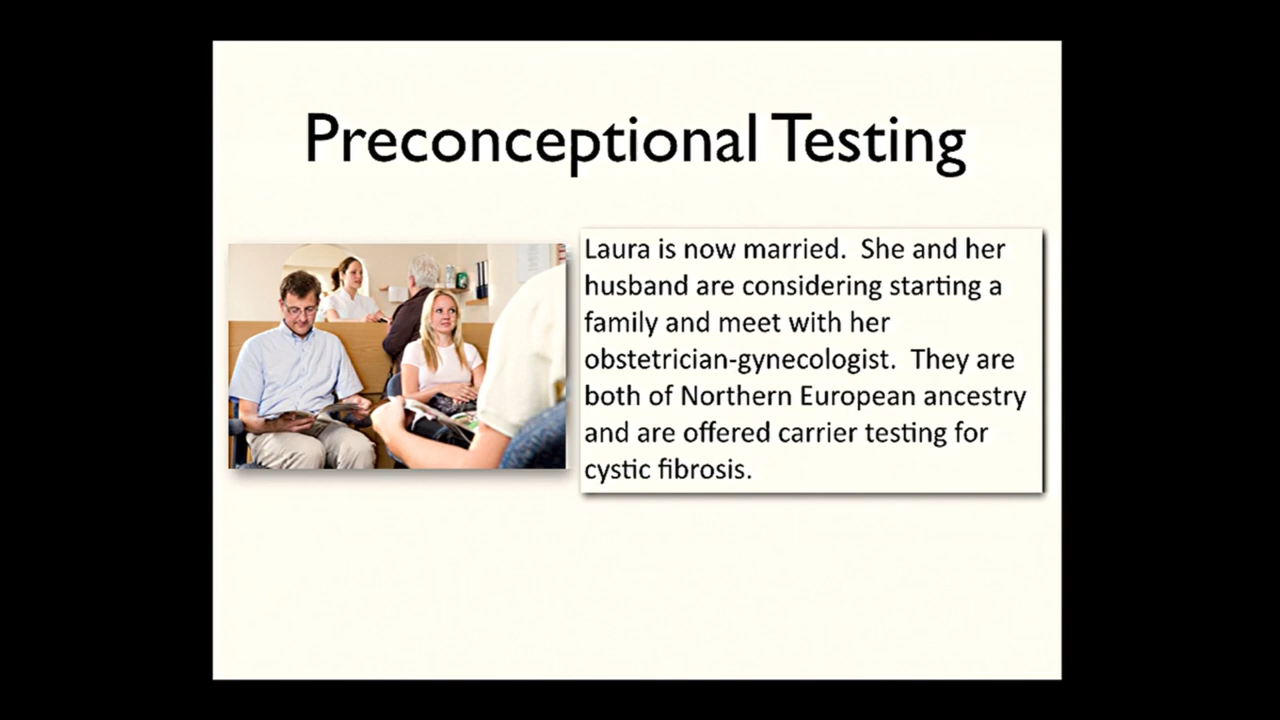 Preconceptional Testing
Laura is now married.  She and her
husband are considering starting a
family and meet with her
obstetrician-gynecologist.  They are
both of Northern European ancestry
and are offered carrier testing for
cystic fibrosis.